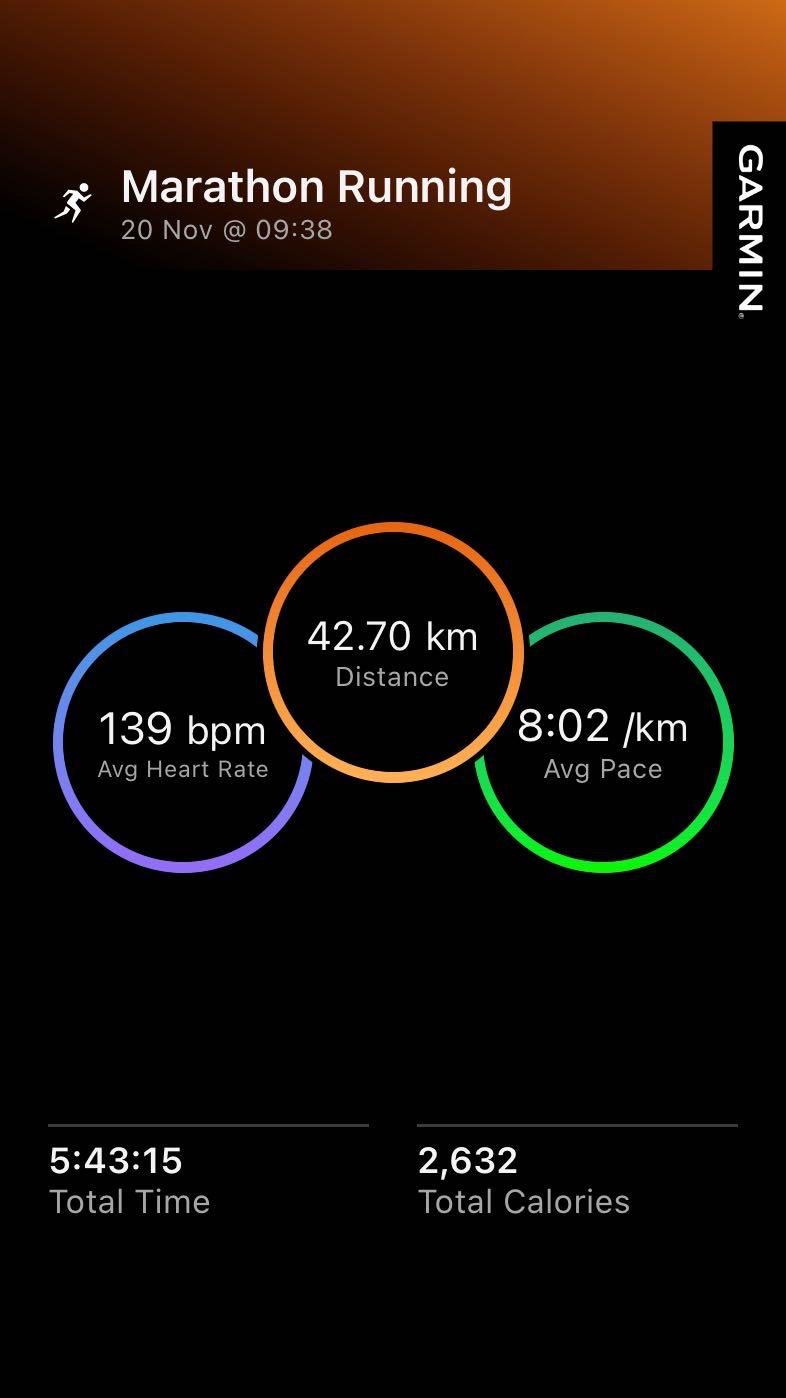 Marathon Running
20 Nov @ 09:38
GARMIN®
42.70 km
Distance
139 bpm
Avg Heart Rate
8:02 /km
Avg Pace
5:43:15
Total Time
2,632
Total Calories